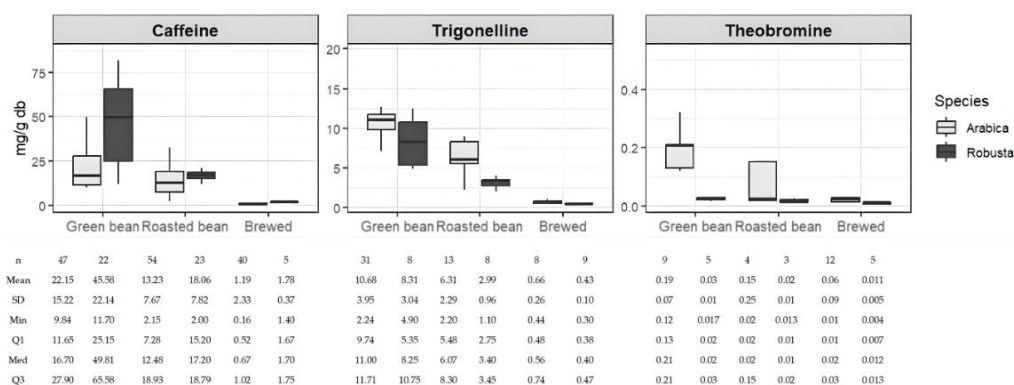 Caffeine Trigonelline Theobromine
75 20 0.4 Species
50 15 Arabica
mg/g db 10 0.2 Robusta
25 5
0 0 0.0
Green bean Roasted bean Brewed Green bean Roasted bean Brewed Green bean Roasted bean Brewed
n 47 22 54 23 40 5 31 8 13 8 8 9 9 5 4 3 12 5
Mean 22.15 45.58 13.23 18.06 1.19 1.78 10.68 8.31 6.31 2.99 0.66 0.43 0.19 0.03 0.15 0.02 0.06 0.011
SD 15.22 22.14 7.67 7.82 2.33 0.37 3.95 3.04 2.29 0.96 0.26 0.10 0.07 0.01 0.25 0.01 0.09 0.005
Min 9.84 11.70 2.15 2.00 0.16 1.40 2.24 4.90 2.20 1.10 0.44 0.30 0.12 0.017 0.02 0.013 0.01 0.004
Q1 11.65 25.15 7.28 15.20 0.52 1.67 9.74 5.35 5.48 2.75 0.48 0.38 0.13 0.02 0.02 0.01 0.01 0.007
Med 16.70 49.81 12.48 17.20 0.67 1.70 11.00 8.25 6.07 3.40 0.56 0.40 0.21 0.02 0.02 0.01 0.02 0.012
Q3 27.90 65.58 18.93 18.79 1.02 1.75 11.71 10.75 8.30 3.45 0.74 0.47 0.21 0.03 0.15 0.02 0.03 0.013